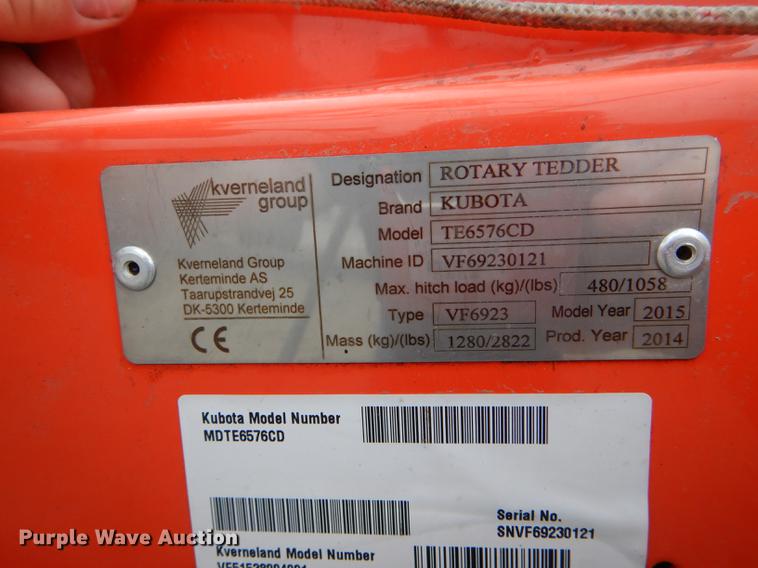 kverneland
group
Kverneland Group
Kerteminde AS
Taarupstrandvej 25
DK-5300 Kerteminde
CE
Designation ROTARY TEDDER
Brand KUBOTA
Model TE6576CD
Machine ID VF69230121
Max. hitch load (kg)/(lbs) 480/1058
Type VF6923 Model Year 2015
Mass (kg)/(lbs) 1280/2822 Prod. Year 2014
Kubota Model Number
MDTE6576CD
Serial No.
SNVF69230121
Kverneland Model Number
Purple Wave Auction